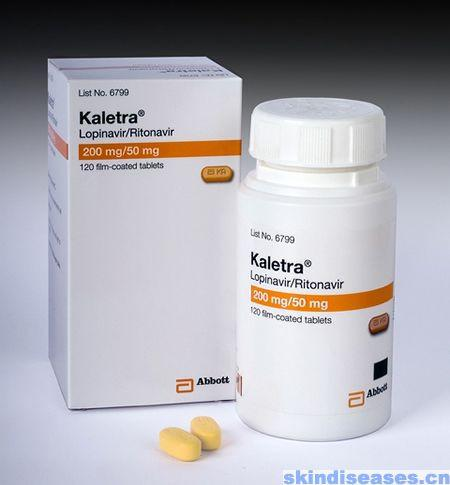 List No. 6799
Kaletra®
Lopinavir/Ritonavir
200 mg/50 mg
120 film-coated tablets
Abbott
List No. 6799
Kaletra®
Lopinavir/Ritonavir
200 mg/50 mg
120 film-coated tablets
Abbott
skindiseases.cn